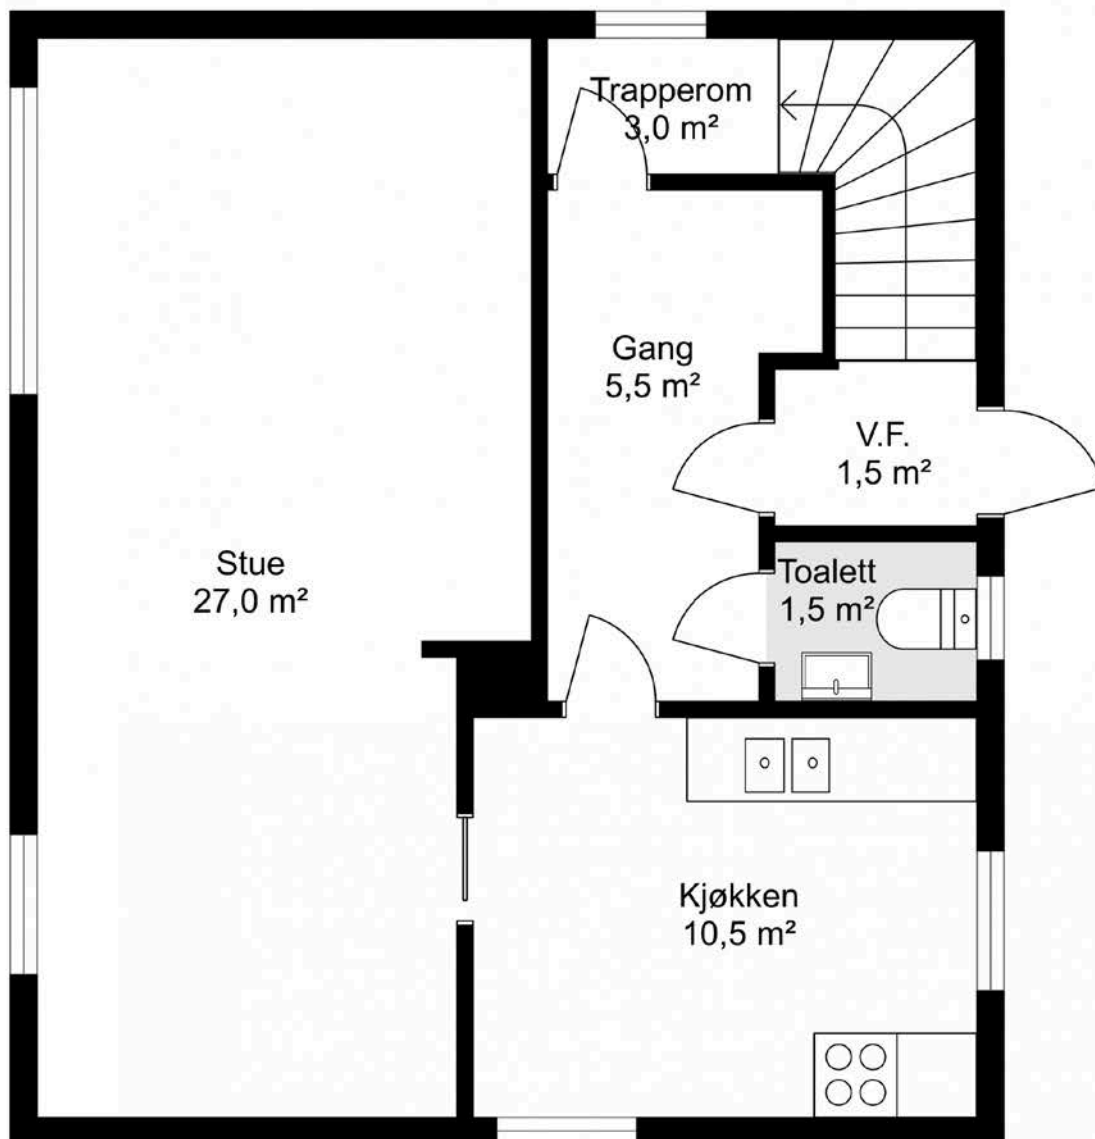 Trapperom
3,0 m²
Gang
5,5 m²
V.F.
1,5 m²
Stue
27,0 m²
Toalett
1,5 m²
Kjøkken
10,5 m²